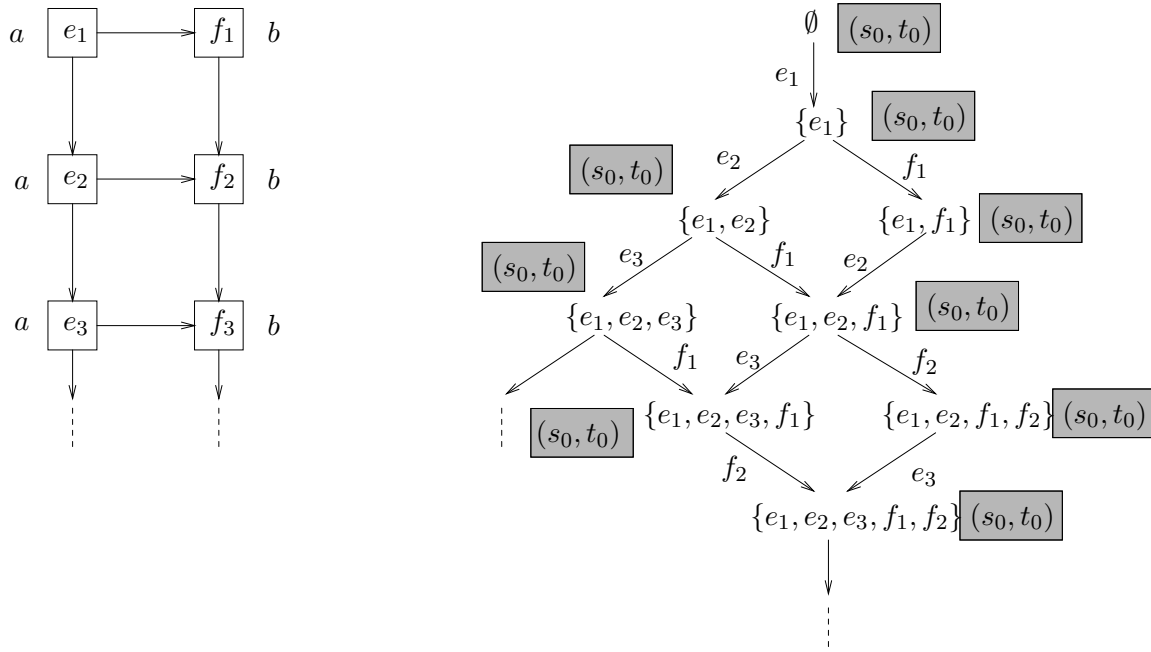 a e₁ f₁ b
a e₂ f₂ b
a e₃ f₃ b
∅ (s₀, t₀)
e₁
{e₁} (s₀, t₀)
(s₀, t₀) e₂ f₁
{e₁, e₂} {e₁, f₁} (s₀, t₀)
(s₀, t₀) e₃ f₁ e₂
{e₁, e₂, e₃} {e₁, e₂, f₁} (s₀, t₀)
f₁ e₃ f₂
(s₀, t₀) {e₁, e₂, e₃, f₁} {e₁, e₂, f₁, f₂} (s₀, t₀)
f₂ e₃
{e₁, e₂, e₃, f₁, f₂} (s₀, t₀)